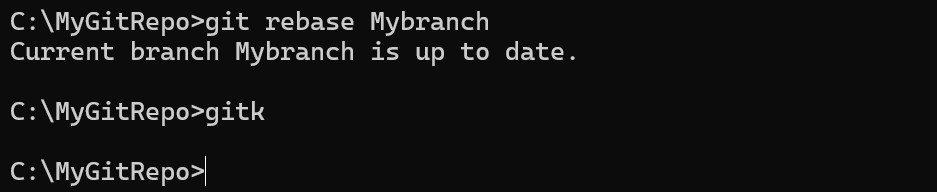 C:\MyGitRepo>git rebase Mybranch
Current branch Mybranch is up to date.
C:\MyGitRepo>gitk
C:\MyGitRepo>